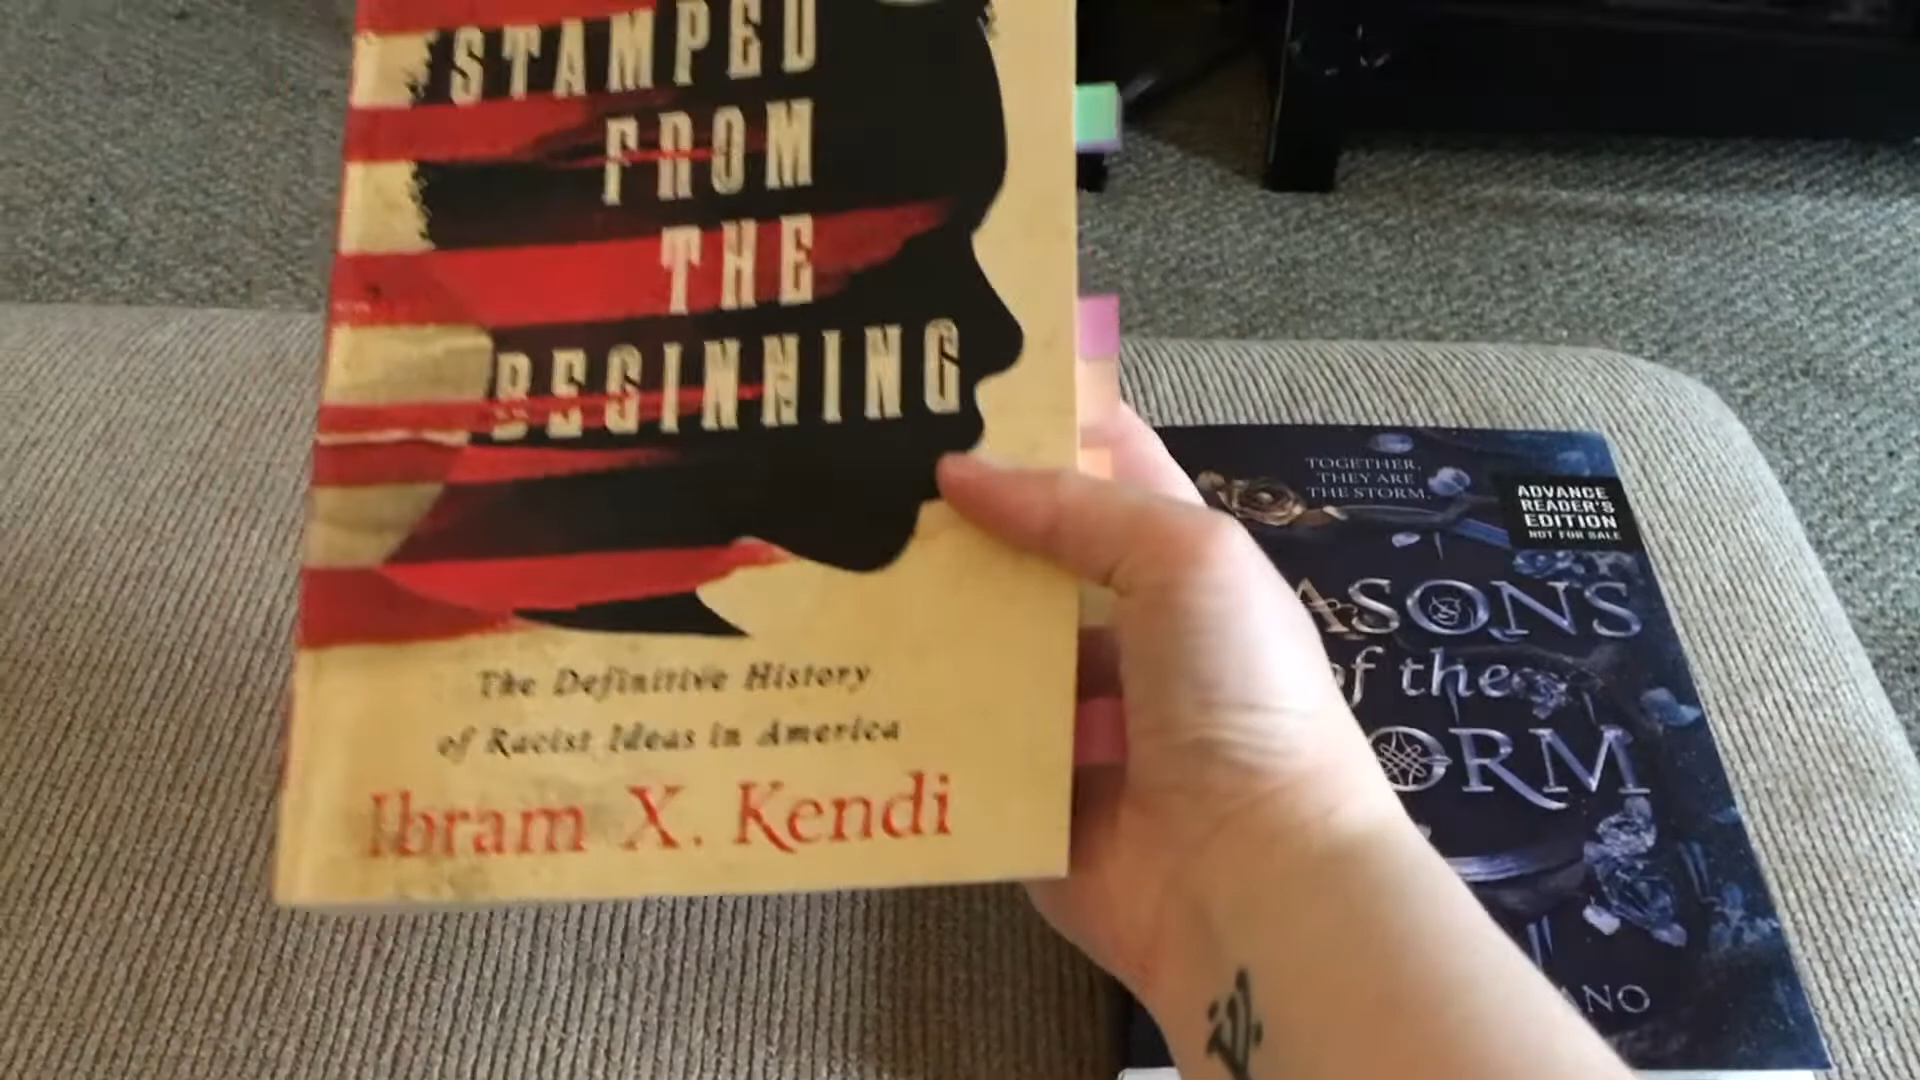 STAMPED
FROM
THE
BEGINNING
The Definitive History
of Racist Ideas in America
Ibram X. Kendi
TOGETHER,
THEY ARE
THE STORM.
ADVANCE
READER'S
EDITION
NOT FOR SALE
ASONS
of the
ORM
ANO